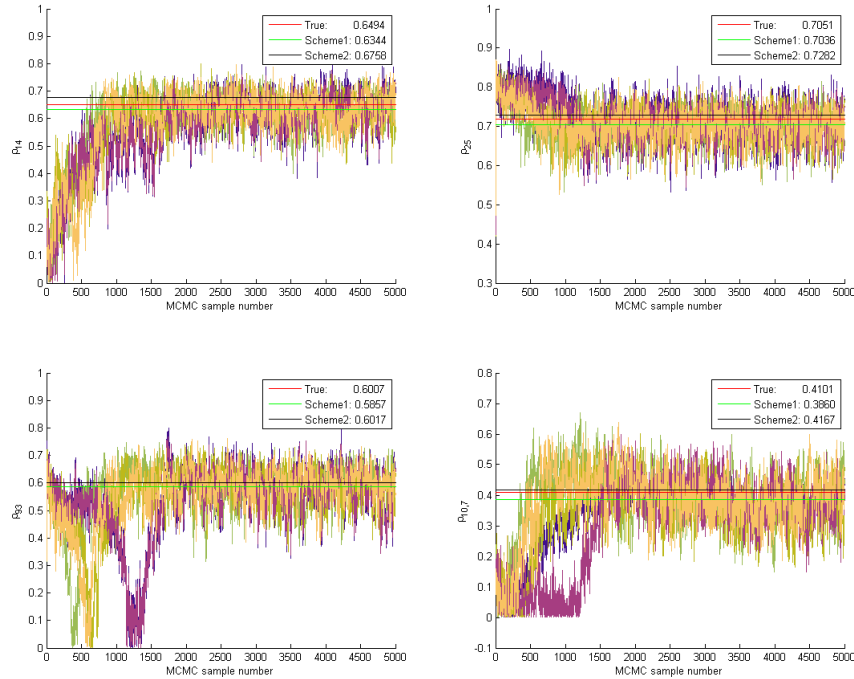 1
0.9
0.8
0.7
0.6
0.5
0.4
0.3
0.2
0.1
0
P14
0 500 1000 1500 2000 2500 3000 3500 4000 4500 5000
MCMC sample number
True: 0.6494
Scheme1: 0.6344
Scheme2: 0.6758
1
0.9
0.8
0.7
0.6
0.5
0.4
0.3
P25
0 500 1000 1500 2000 2500 3000 3500 4000 4500 5000
MCMC sample number
True: 0.7051
Scheme1: 0.7036
Scheme2: 0.7282
1
0.9
0.8
0.7
0.6
0.5
0.4
0.3
0.2
0.1
0
P93
0 500 1000 1500 2000 2500 3000 3500 4000 4500 5000
MCMC sample number
True: 0.6007
Scheme1: 0.5857
Scheme2: 0.6017
0.8
0.7
0.6
0.5
0.4
0.3
0.2
0.1
0
-0.1
P10,7
0 500 1000 1500 2000 2500 3000 3500 4000 4500 5000
MCMC sample number
True: 0.4101
Scheme1: 0.3860
Scheme2: 0.4167